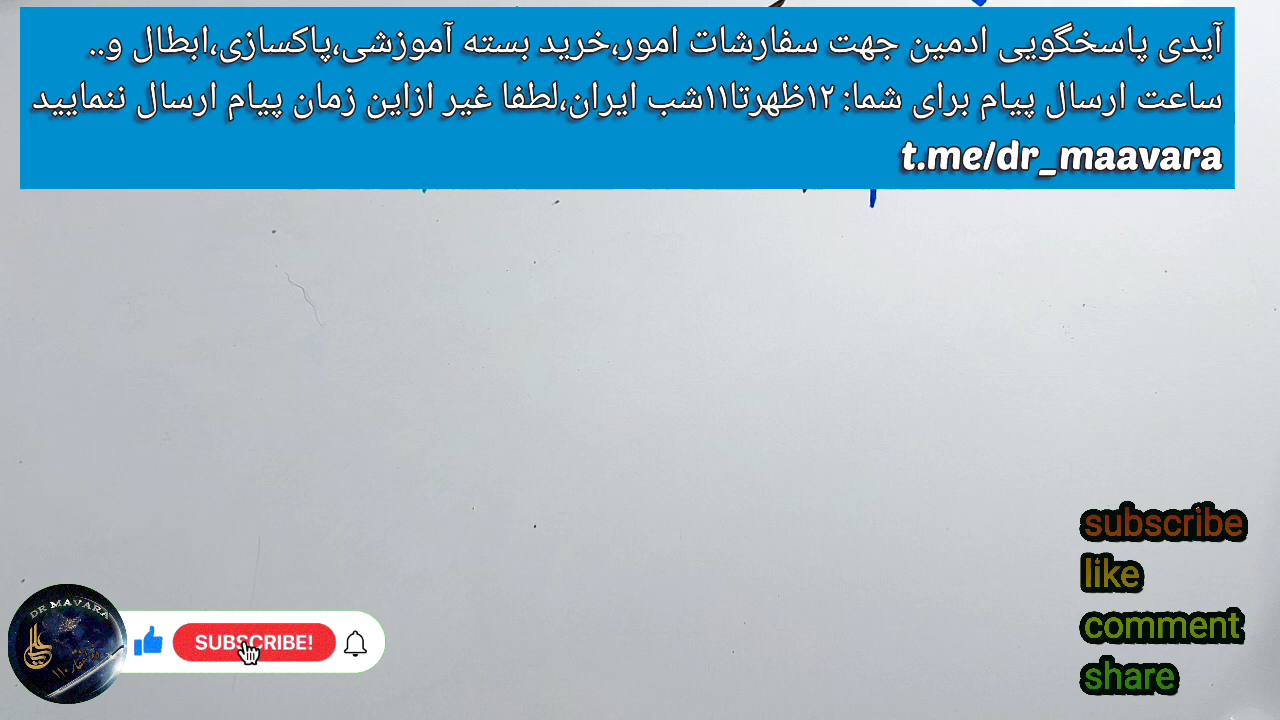 آیدی پاسخگویی ادمین جهت سفارشات امور،خرید بسته آموزشی،پاکسازی،ابطال و..
ساعت ارسال پیام برای شما: ۱۲ظهرتا۱۱شب ایران،لطفا غیر ازاین زمان پیام ارسال ننمایید
t.me/dr_maavara
subscribe
like
comment
share
DR MAVARA
SUBSCRIBE!